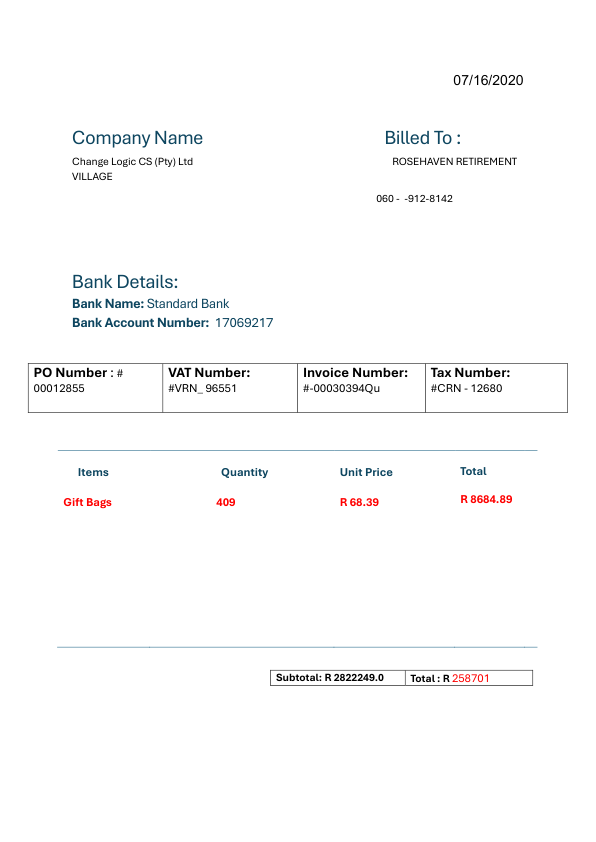 07/16/2020
Company Name Billed To :
Change Logic CS (Pty) Ltd ROSEHAVEN RETIREMENT
VILLAGE
060 - -912-8142
Bank Details:
Bank Name: Standard Bank
Bank Account Number: 17069217
PO Number : # VAT Number: Invoice Number: Tax Number:
00012855 #VRN_ 96551 #-00030394Qu #CRN - 12680
Items Quantity Unit Price Total
Gift Bags 409 R 68.39 R 8684.89
Subtotal: R 2822249.0 Total : R 258701